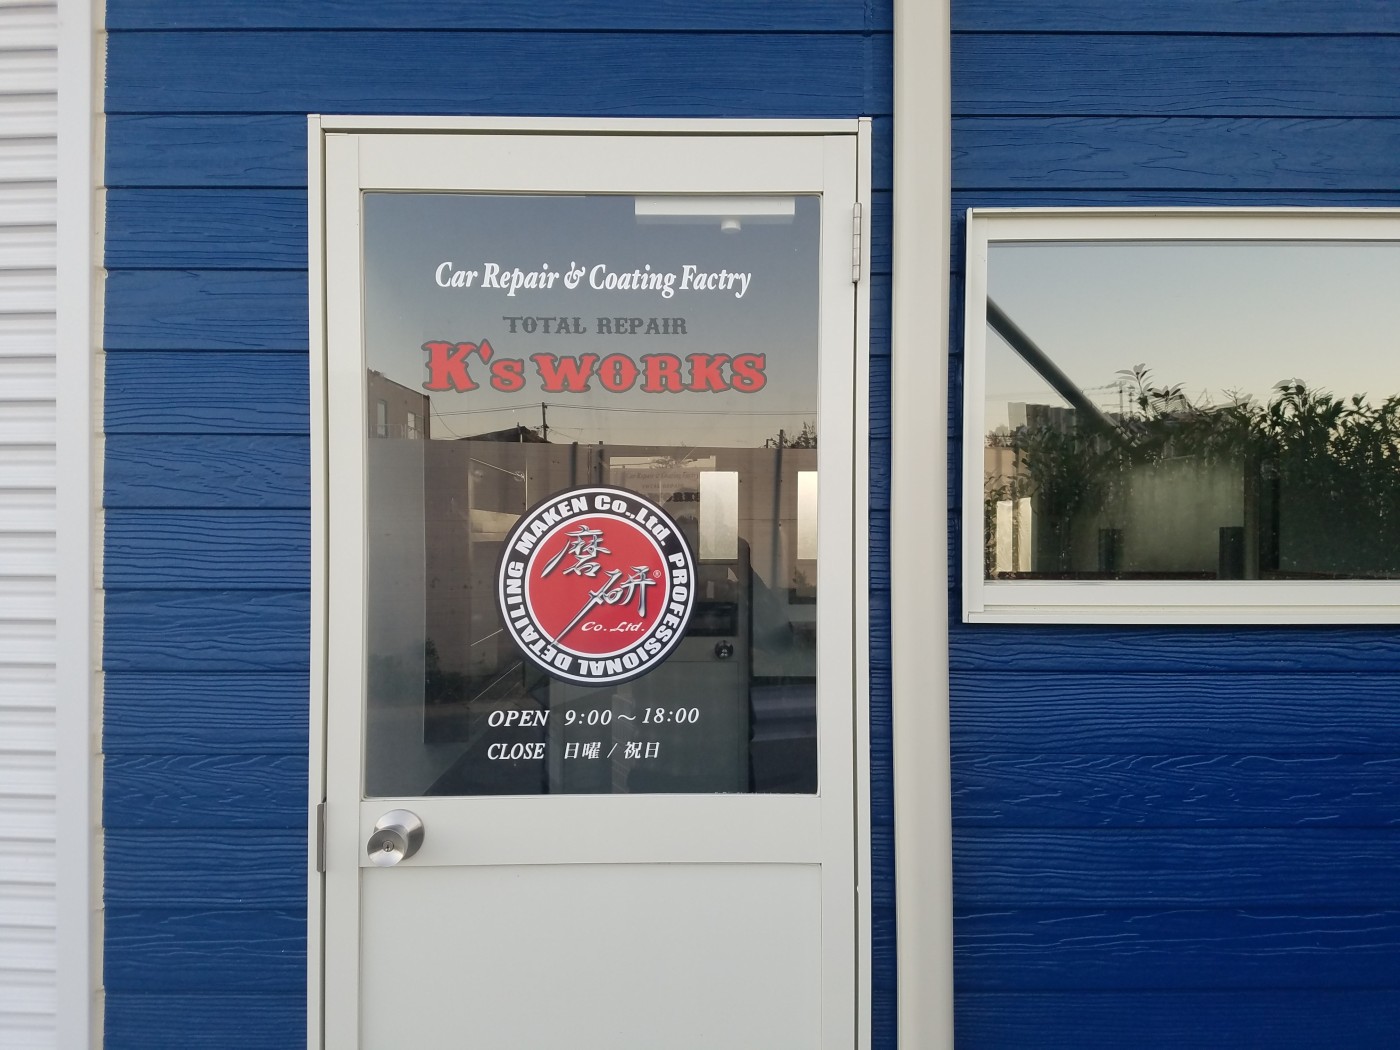 Car Repair & Coating Factry
TOTAL REPAIR
K's WORKS
MAKEN Co.,Ltd. PROFESSIONAL DETAILING
磨研®
Co. Ltd.
OPEN 9:00～18:00
CLOSE 日曜 / 祝日